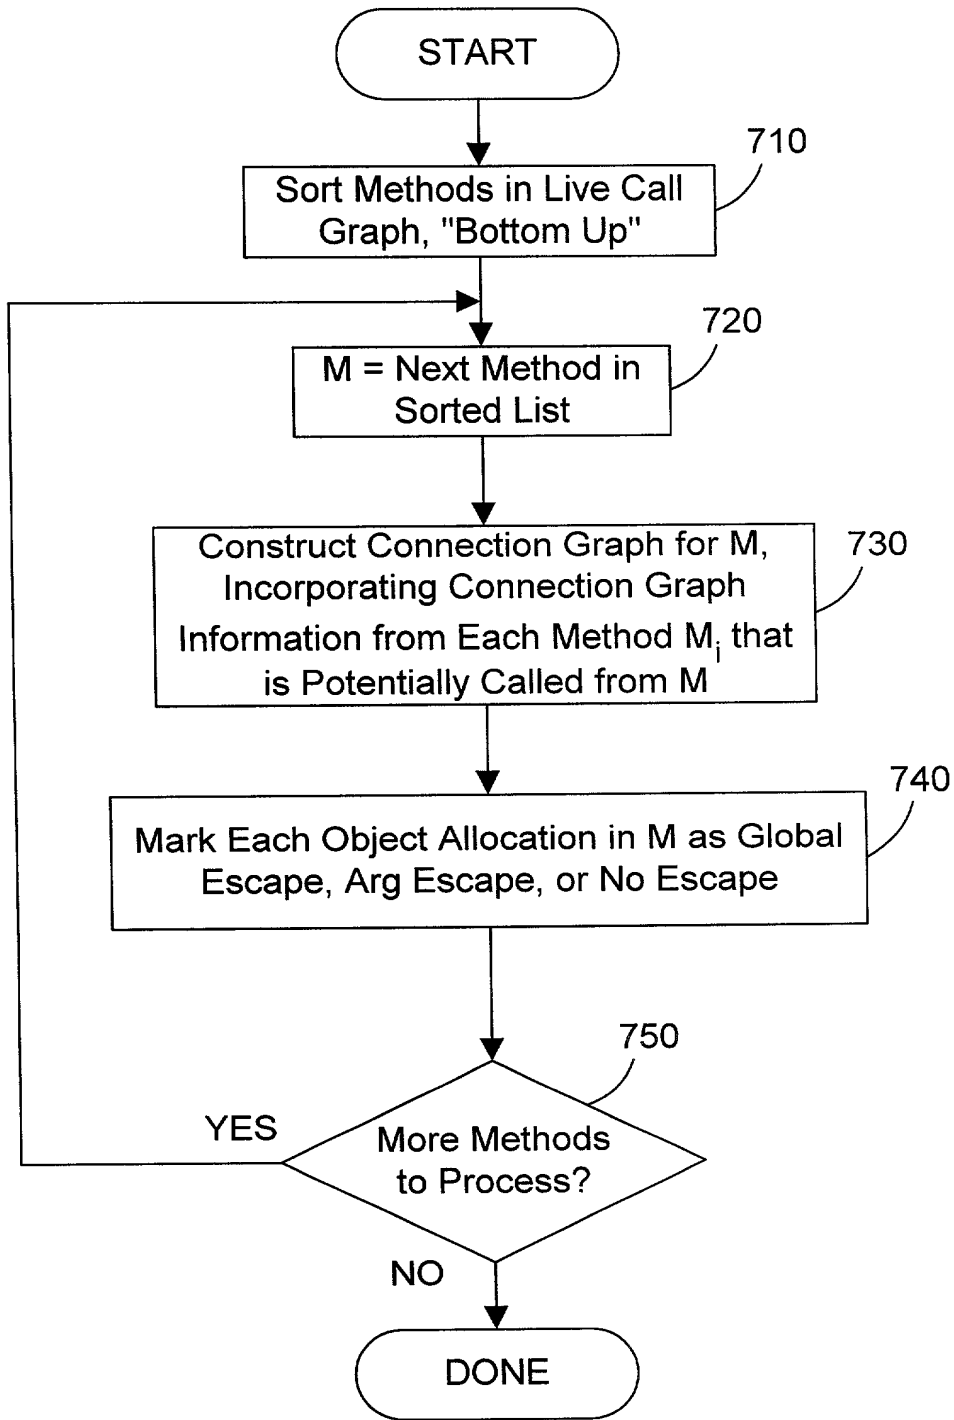 START
710
Sort Methods in Live Call
Graph, "Bottom Up"
720
M = Next Method in
Sorted List
730
Construct Connection Graph for M,
Incorporating Connection Graph
Information from Each Method Mi that
is Potentially Called from M
740
Mark Each Object Allocation in M as Global
Escape, Arg Escape, or No Escape
750
YES
More Methods
to Process?
NO
DONE